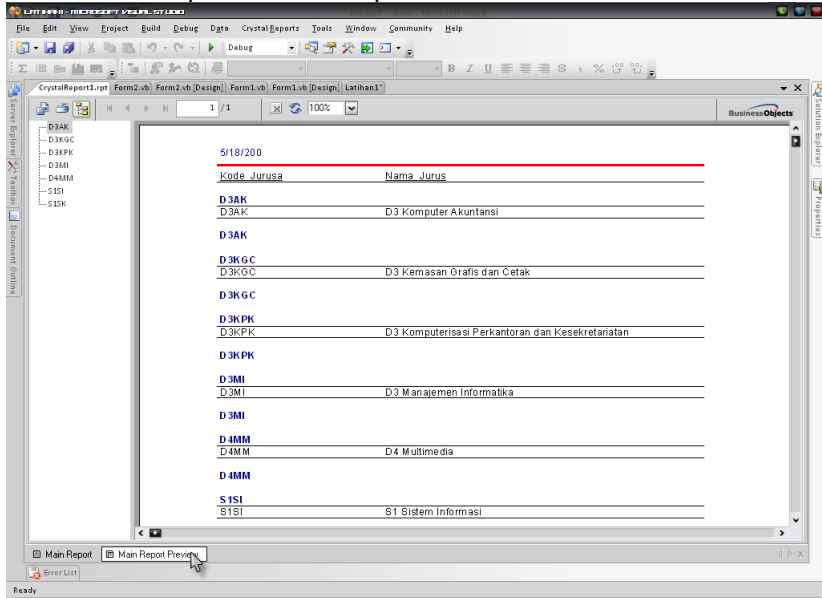 LATIHAN1 - MICROSOFT VISUAL STUDIO
File Edit View Project Build Debug Data Crystal Reports Tools Window Community Help
Debug
B I U
CrystalReport1.rpt Form2.vb Form2.vb [Design] Form1.vb Form1.vb [Design] Latihan1*
1 /1 100%
BusinessObjects
Server Explorer
Toolbox
Document Outline
Solution Explorer
Properties
D3AK
D3KGC
D3KPK
D3MI
D4MM
S1SI
S1SK
5/18/200
Kode Jurusa Nama Jurus
D3AK
D3AK D3 Komputer Akuntansi
D3AK
D3KGC
D3KGC D3 Kemasan Grafis dan Cetak
D3KGC
D3KPK
D3KPK D3 Komputerisasi Perkantoran dan Kesekretariatan
D3KPK
D3MI
D3MI D3 Manajemen Informatika
D3MI
D4MM
D4MM D4 Multimedia
D4MM
S1SI
S1SI S1 Sistem Informasi
Main Report Main Report Preview
Error List
Ready